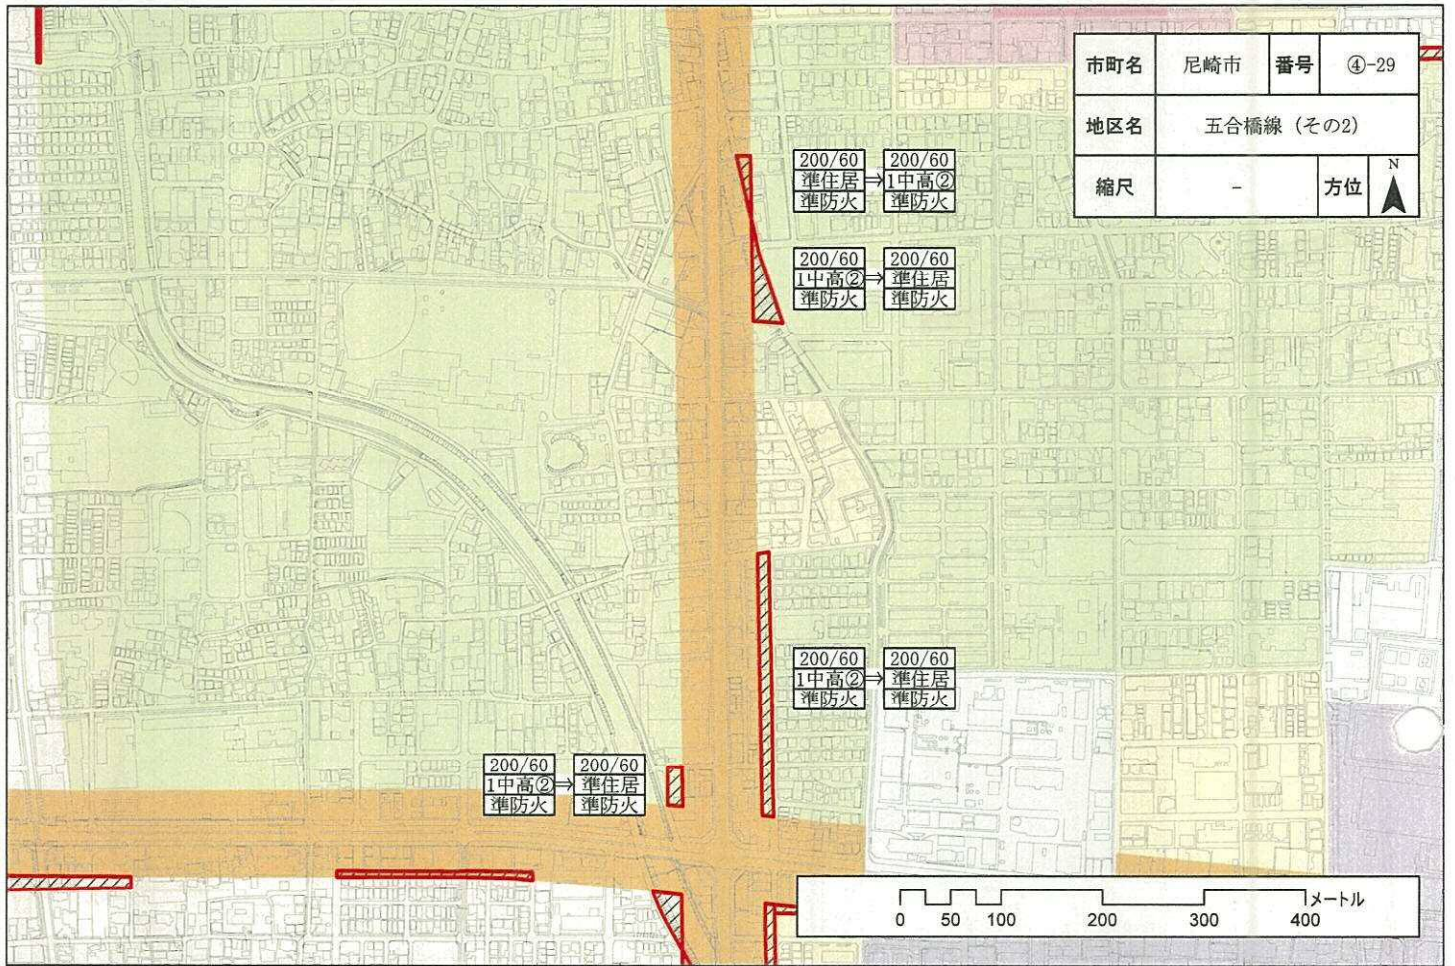 市町名 尼崎市 番号 ④-29
地区名 五合橋線（その2）
縮尺 - 方位 N
200/60 200/60
準住居⇒1中高②
準防火 準防火
200/60 200/60
1中高②⇒準住居
準防火 準防火
200/60 200/60
1中高②⇒準住居
準防火 準防火
200/60 200/60
1中高②⇒準住居
準防火 準防火
メートル
0 50 100 200 300 400